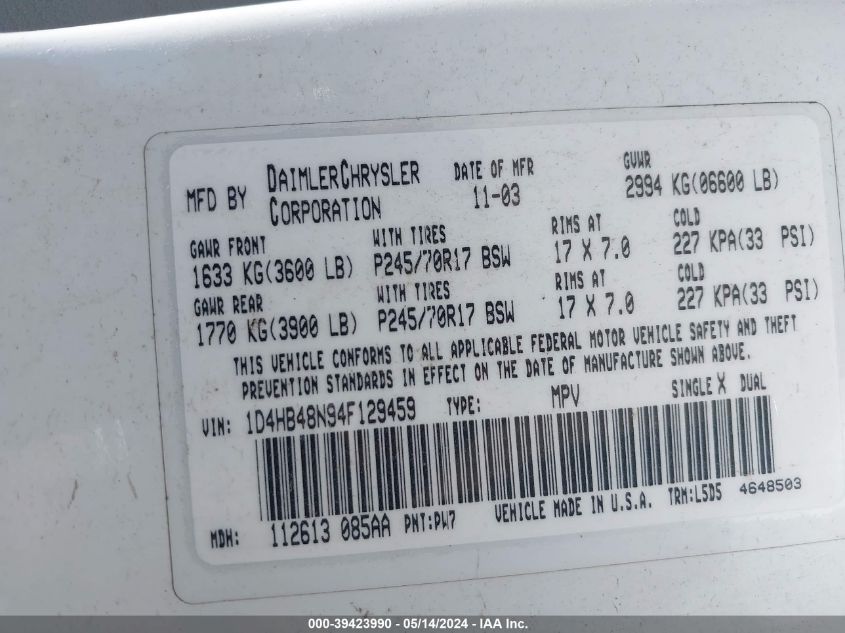 MFD BY DAIMLERCHRYSLER CORPORATION DATE OF MFR 11-03 GVWR 2994 KG(06600 LB)
GAWR FRONT WITH TIRES RIMS AT COLD
1633 KG(3600 LB) P245/70R17 BSW 17 X 7.0 227 KPA(33 PSI)
GAWR REAR WITH TIRES RIMS AT COLD
1770 KG(3900 LB) P245/70R17 BSW 17 X 7.0 227 KPA(33 PSI)
THIS VEHICLE CONFORMS TO ALL APPLICABLE FEDERAL MOTOR VEHICLE SAFETY AND THEFT
PREVENTION STANDARDS IN EFFECT ON THE DATE OF MANUFACTURE SHOWN ABOVE.
VIN: 1D4HB48N94F129459 TYPE: MPV SINGLE X DUAL
MDH: 112613 085AA PNT:PW7 VEHICLE MADE IN U.S.A. TRM:L5D5 4648503
000-39423990 - 05/14/2024 - IAA Inc.